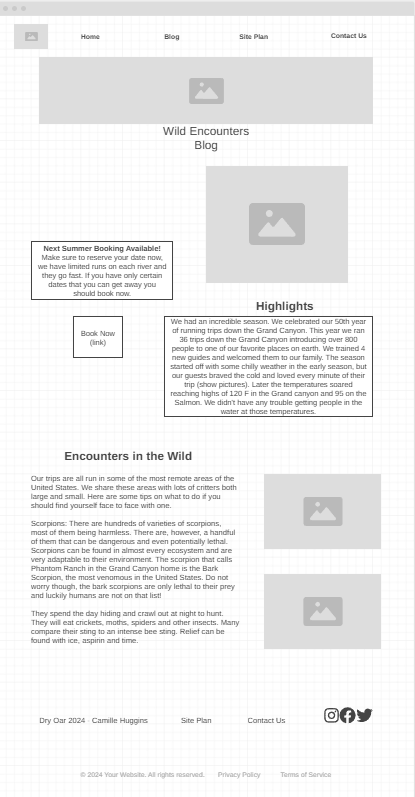 Home Blog Site Plan Contact Us
Wild Encounters
Blog
Next Summer Booking Available!
Make sure to reserve your date now,
we have limited runs on each river and
they go fast. If you have only certain
dates that you can get away you
should book now.
Book Now
(link)
Highlights
We had an incredible season. We celebrated our 50th year
of running trips down the Grand Canyon. This year we ran
36 trips down the Grand Canyon introducing over 800
people to one of our favorite places on earth. We trained 4
new guides and welcomed them to our family. The season
started off with some chilly weather in the early season, but
our guests braved the cold and loved every minute of their
trip (show pictures). Later the temperatures soared
reaching highs of 120 F in the Grand canyon and 95 on the
Salmon. We didn't have any trouble getting people in the
water at those temperatures.
Encounters in the Wild
Our trips are all run in some of the most remote areas of the
United States. We share these areas with lots of critters both
large and small. Here are some tips on what to do if you
should find yourself face to face with one.
Scorpions: There are hundreds of varieties of scorpions,
most of them being harmless. There are, however, a handful
of them that can be dangerous and even potentially lethal.
Scorpions can be found in almost every ecosystem and are
very adaptable to their environment. The scorpion that calls
Phantom Ranch in the Grand Canyon home is the Bark
Scorpion, the most venomous in the United States. Do not
worry though, the bark scorpions are only lethal to their prey
and luckily humans are not on that list!
They spend the day hiding and crawl out at night to hunt.
They will eat crickets, moths, spiders and other insects. Many
compare their sting to an intense bee sting. Relief can be
found with ice, aspirin and time.
Dry Oar 2024 · Camille Huggins Site Plan Contact Us
© 2024 Your Website. All rights reserved. Privacy Policy Terms of Service